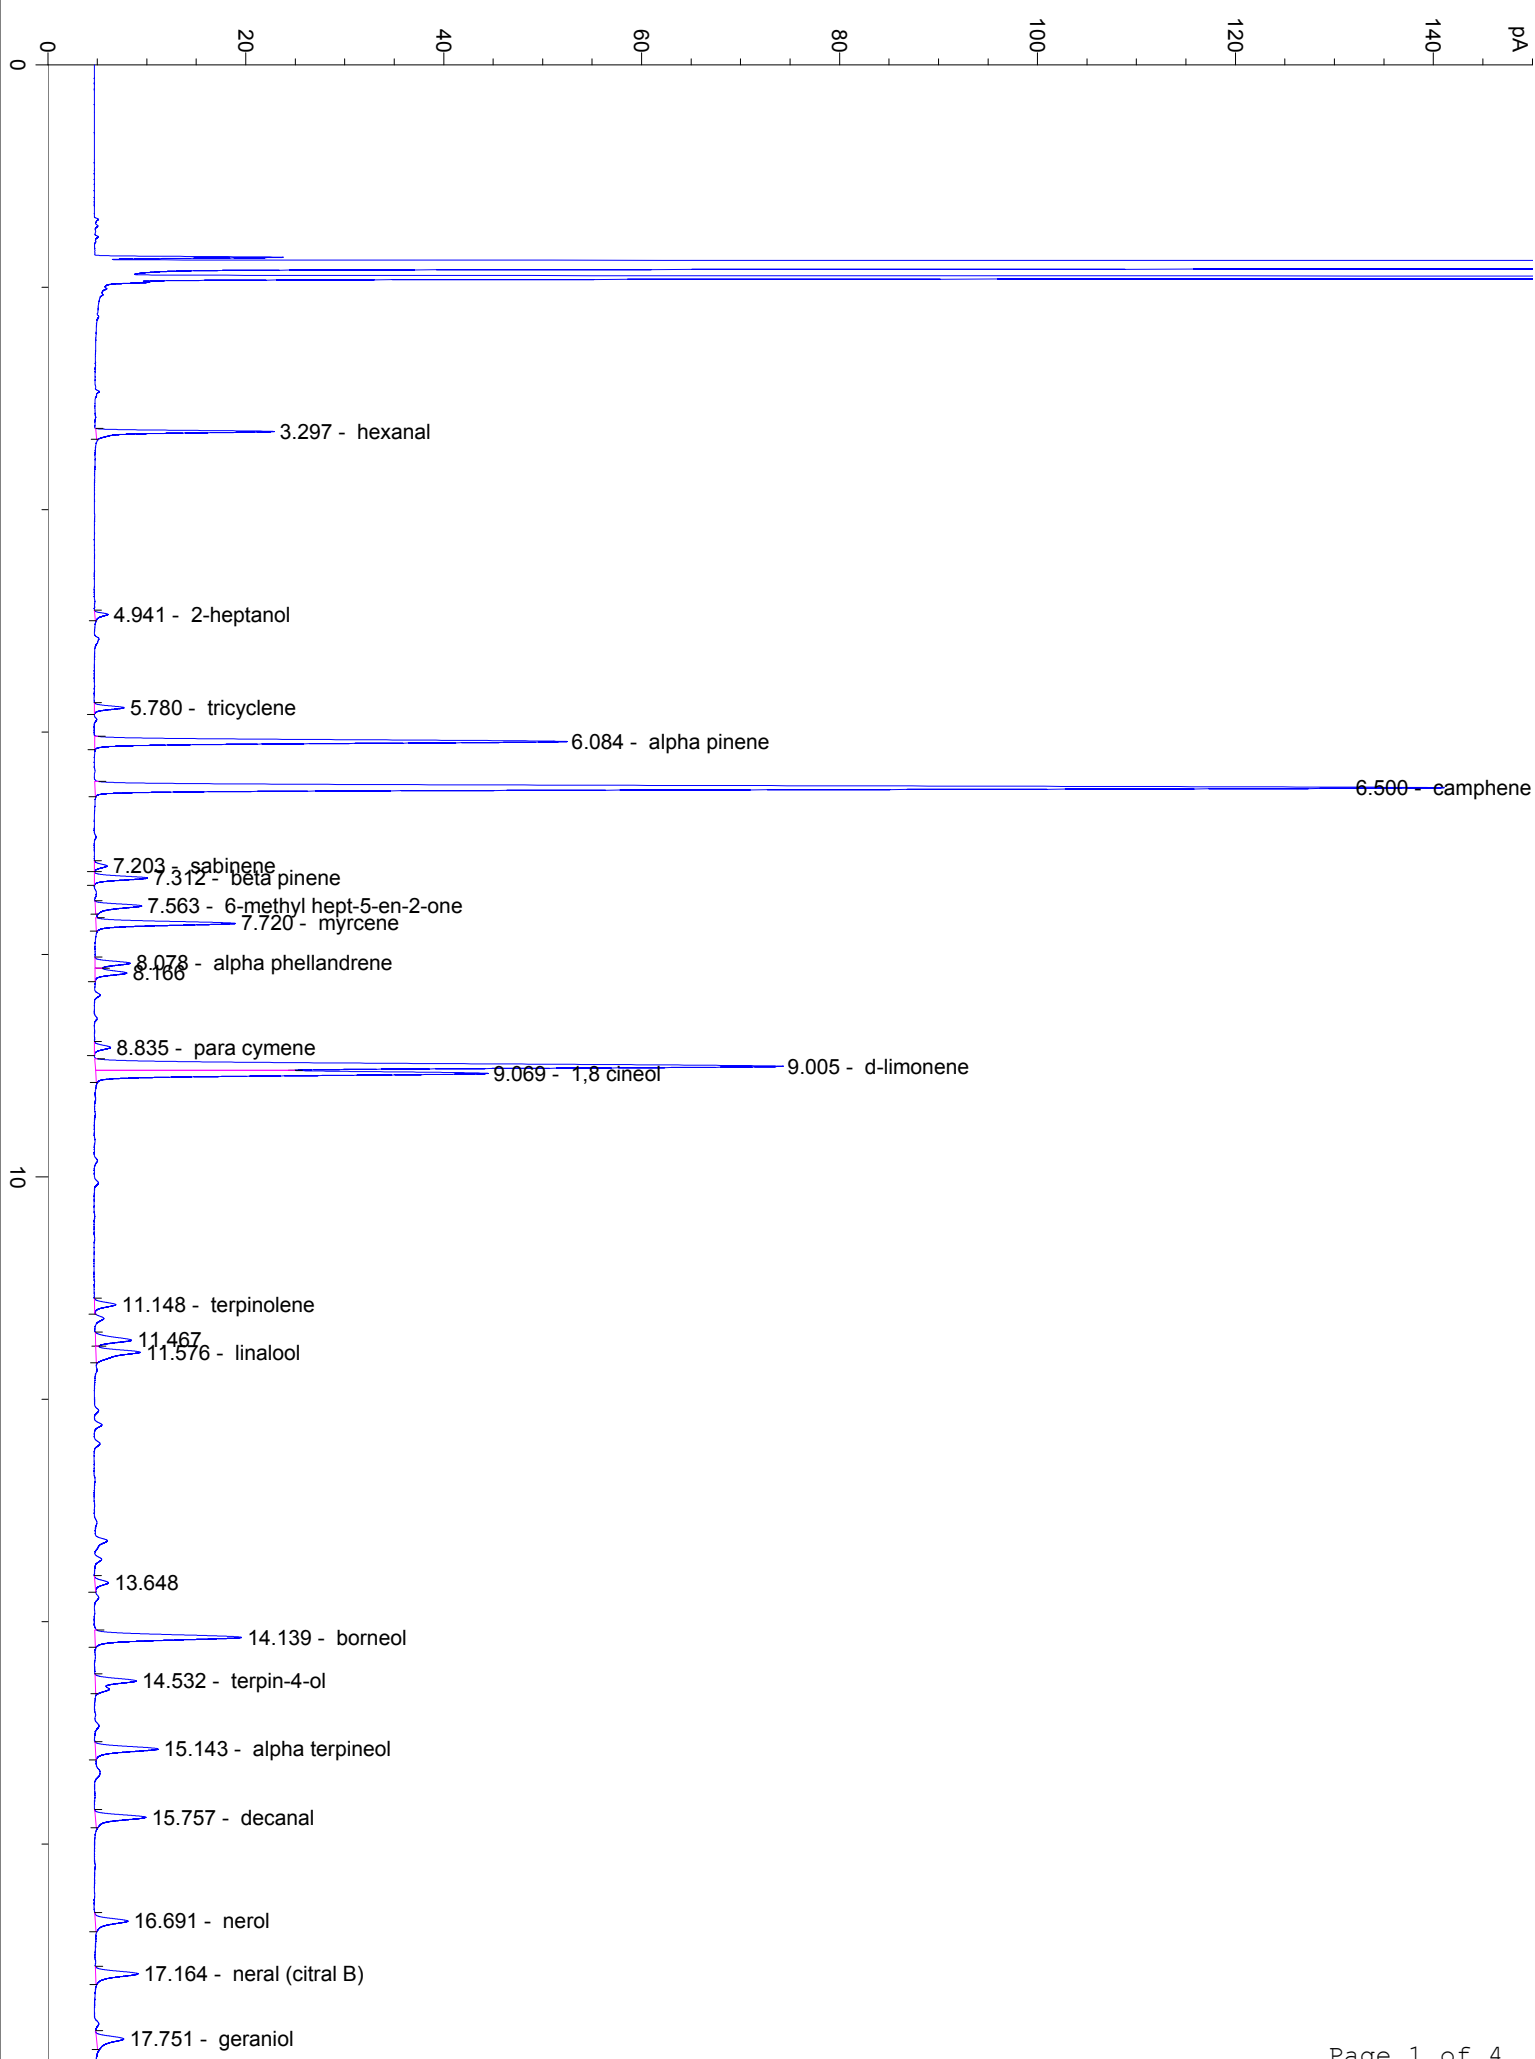 pA
0
20
40
60
80
100
120
140
0
3.297 - hexanal
4.941 - 2-heptanol
5.780 - tricyclene
6.084 - alpha pinene
6.500 - camphene
7.203 - sabinene
7.312 - beta pinene
7.563 - 6-methyl hept-5-en-2-one
7.720 - myrcene
8.078 - alpha phellandrene
8.166
8.835 - para cymene
9.005 - d-limonene
9.069 - 1,8 cineol
10
11.148 - terpinolene
11.467
11.576 - linalool
13.648
14.139 - borneol
14.532 - terpin-4-ol
15.143 - alpha terpineol
15.757 - decanal
16.691 - nerol
17.164 - neral (citral B)
17.751 - geraniol
Page 1 of 4